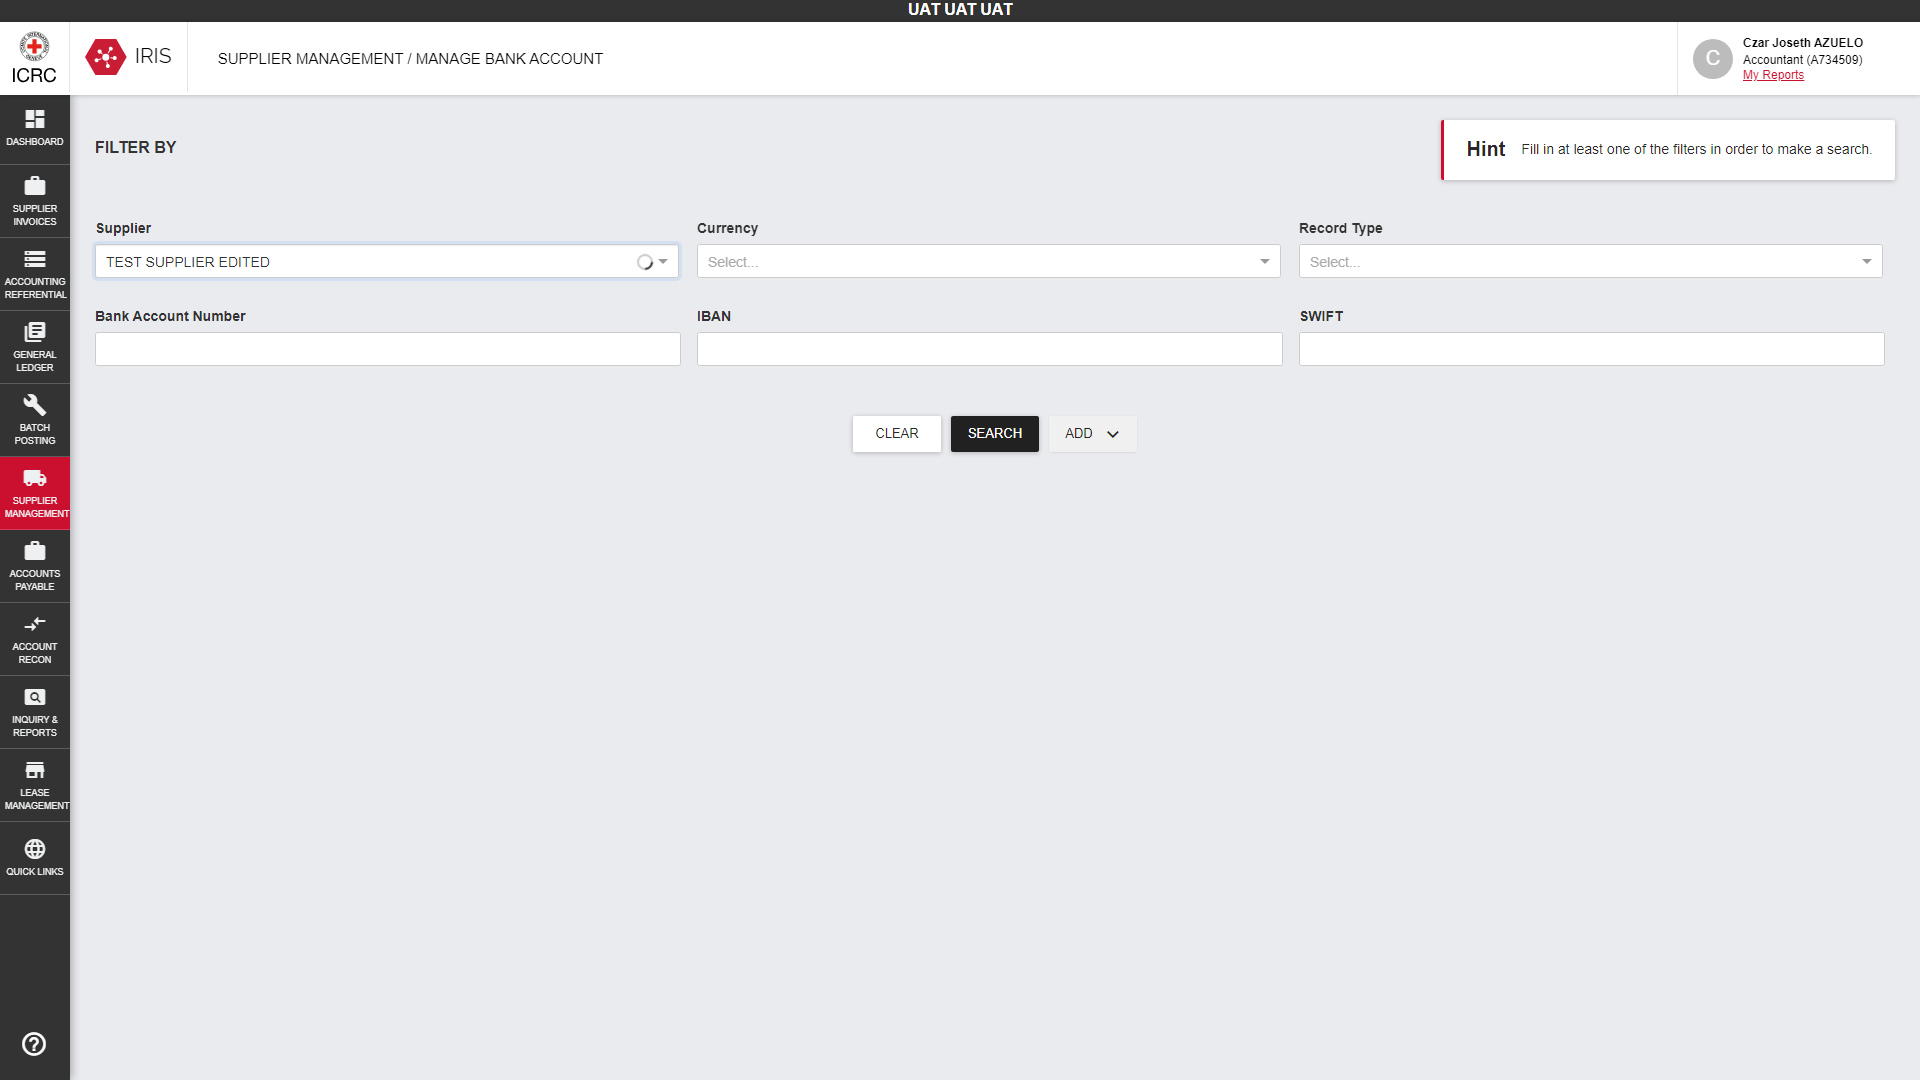 UAT UAT UAT
ICRC
IRIS
SUPPLIER MANAGEMENT / MANAGE BANK ACCOUNT
C
Czar Joseth AZUELO
Accountant (A734509)
My Reports
DASHBOARD
SUPPLIER
INVOICES
ACCOUNTING
REFERENTIAL
GENERAL
LEDGER
BATCH
POSTING
SUPPLIER
MANAGEMENT
ACCOUNTS
PAYABLE
ACCOUNT
RECON
INQUIRY &
REPORTS
LEASE
MANAGEMENT
QUICK LINKS
FILTER BY
Hint Fill in at least one of the filters in order to make a search.
Supplier
TEST SUPPLIER EDITED
Currency
Select...
Record Type
Select...
Bank Account Number
IBAN
SWIFT
CLEAR
SEARCH
ADD